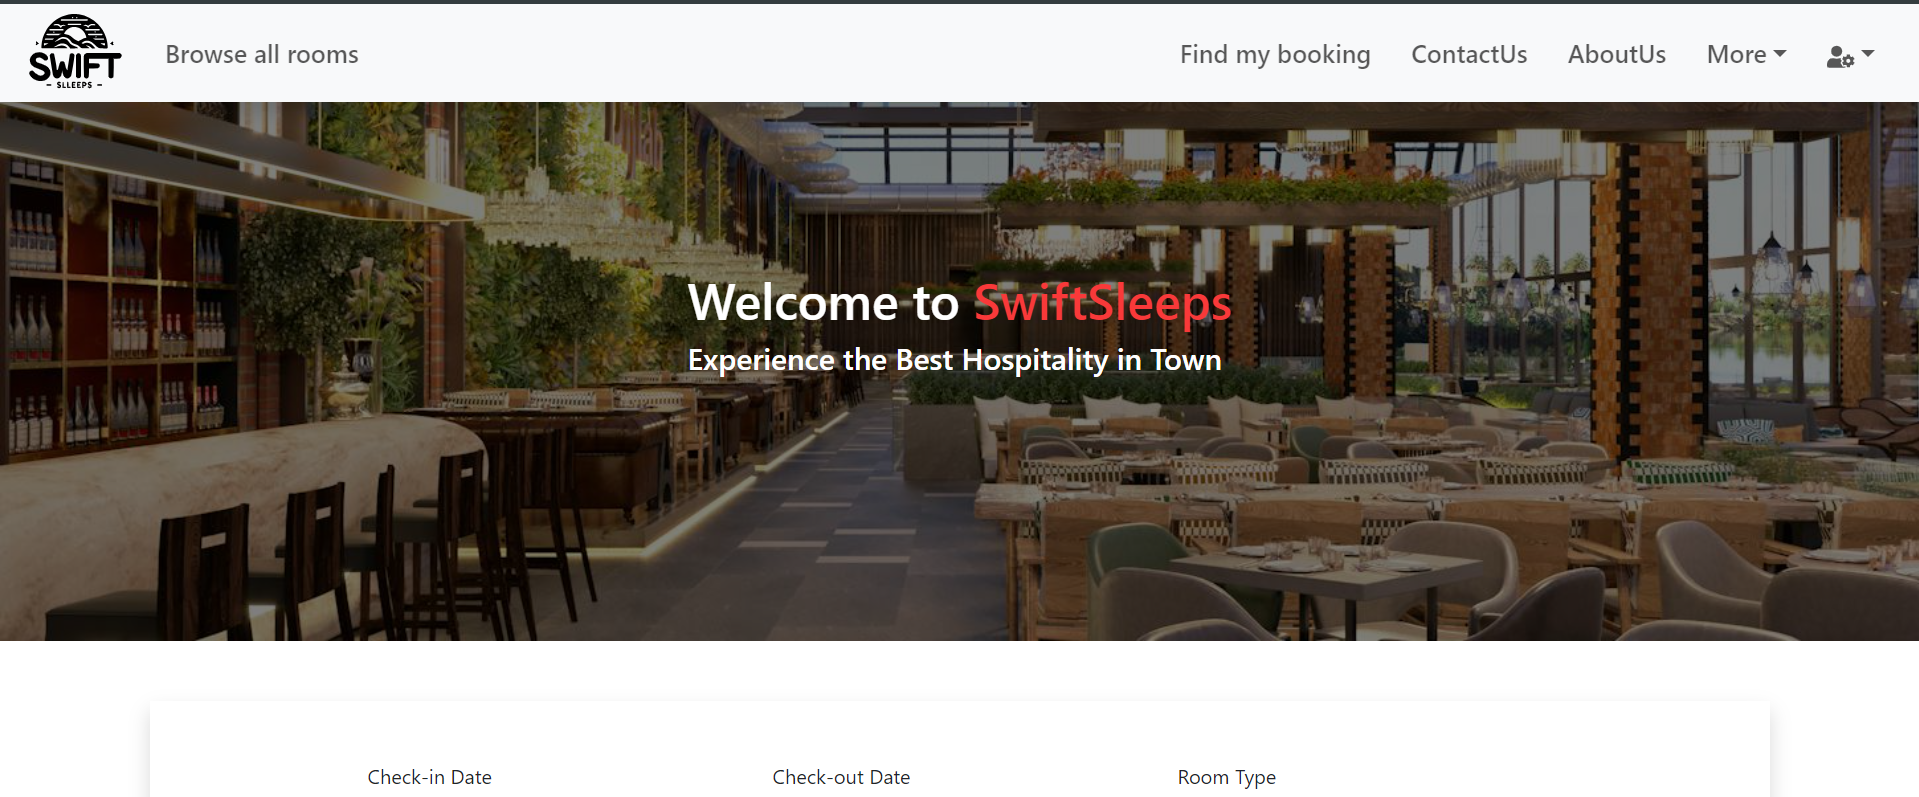 SWIFT
- SLLEEPS -
Browse all rooms
Find my booking
ContactUs
AboutUs
More
Welcome to SwiftSleeps
Experience the Best Hospitality in Town
Check-in Date
Check-out Date
Room Type